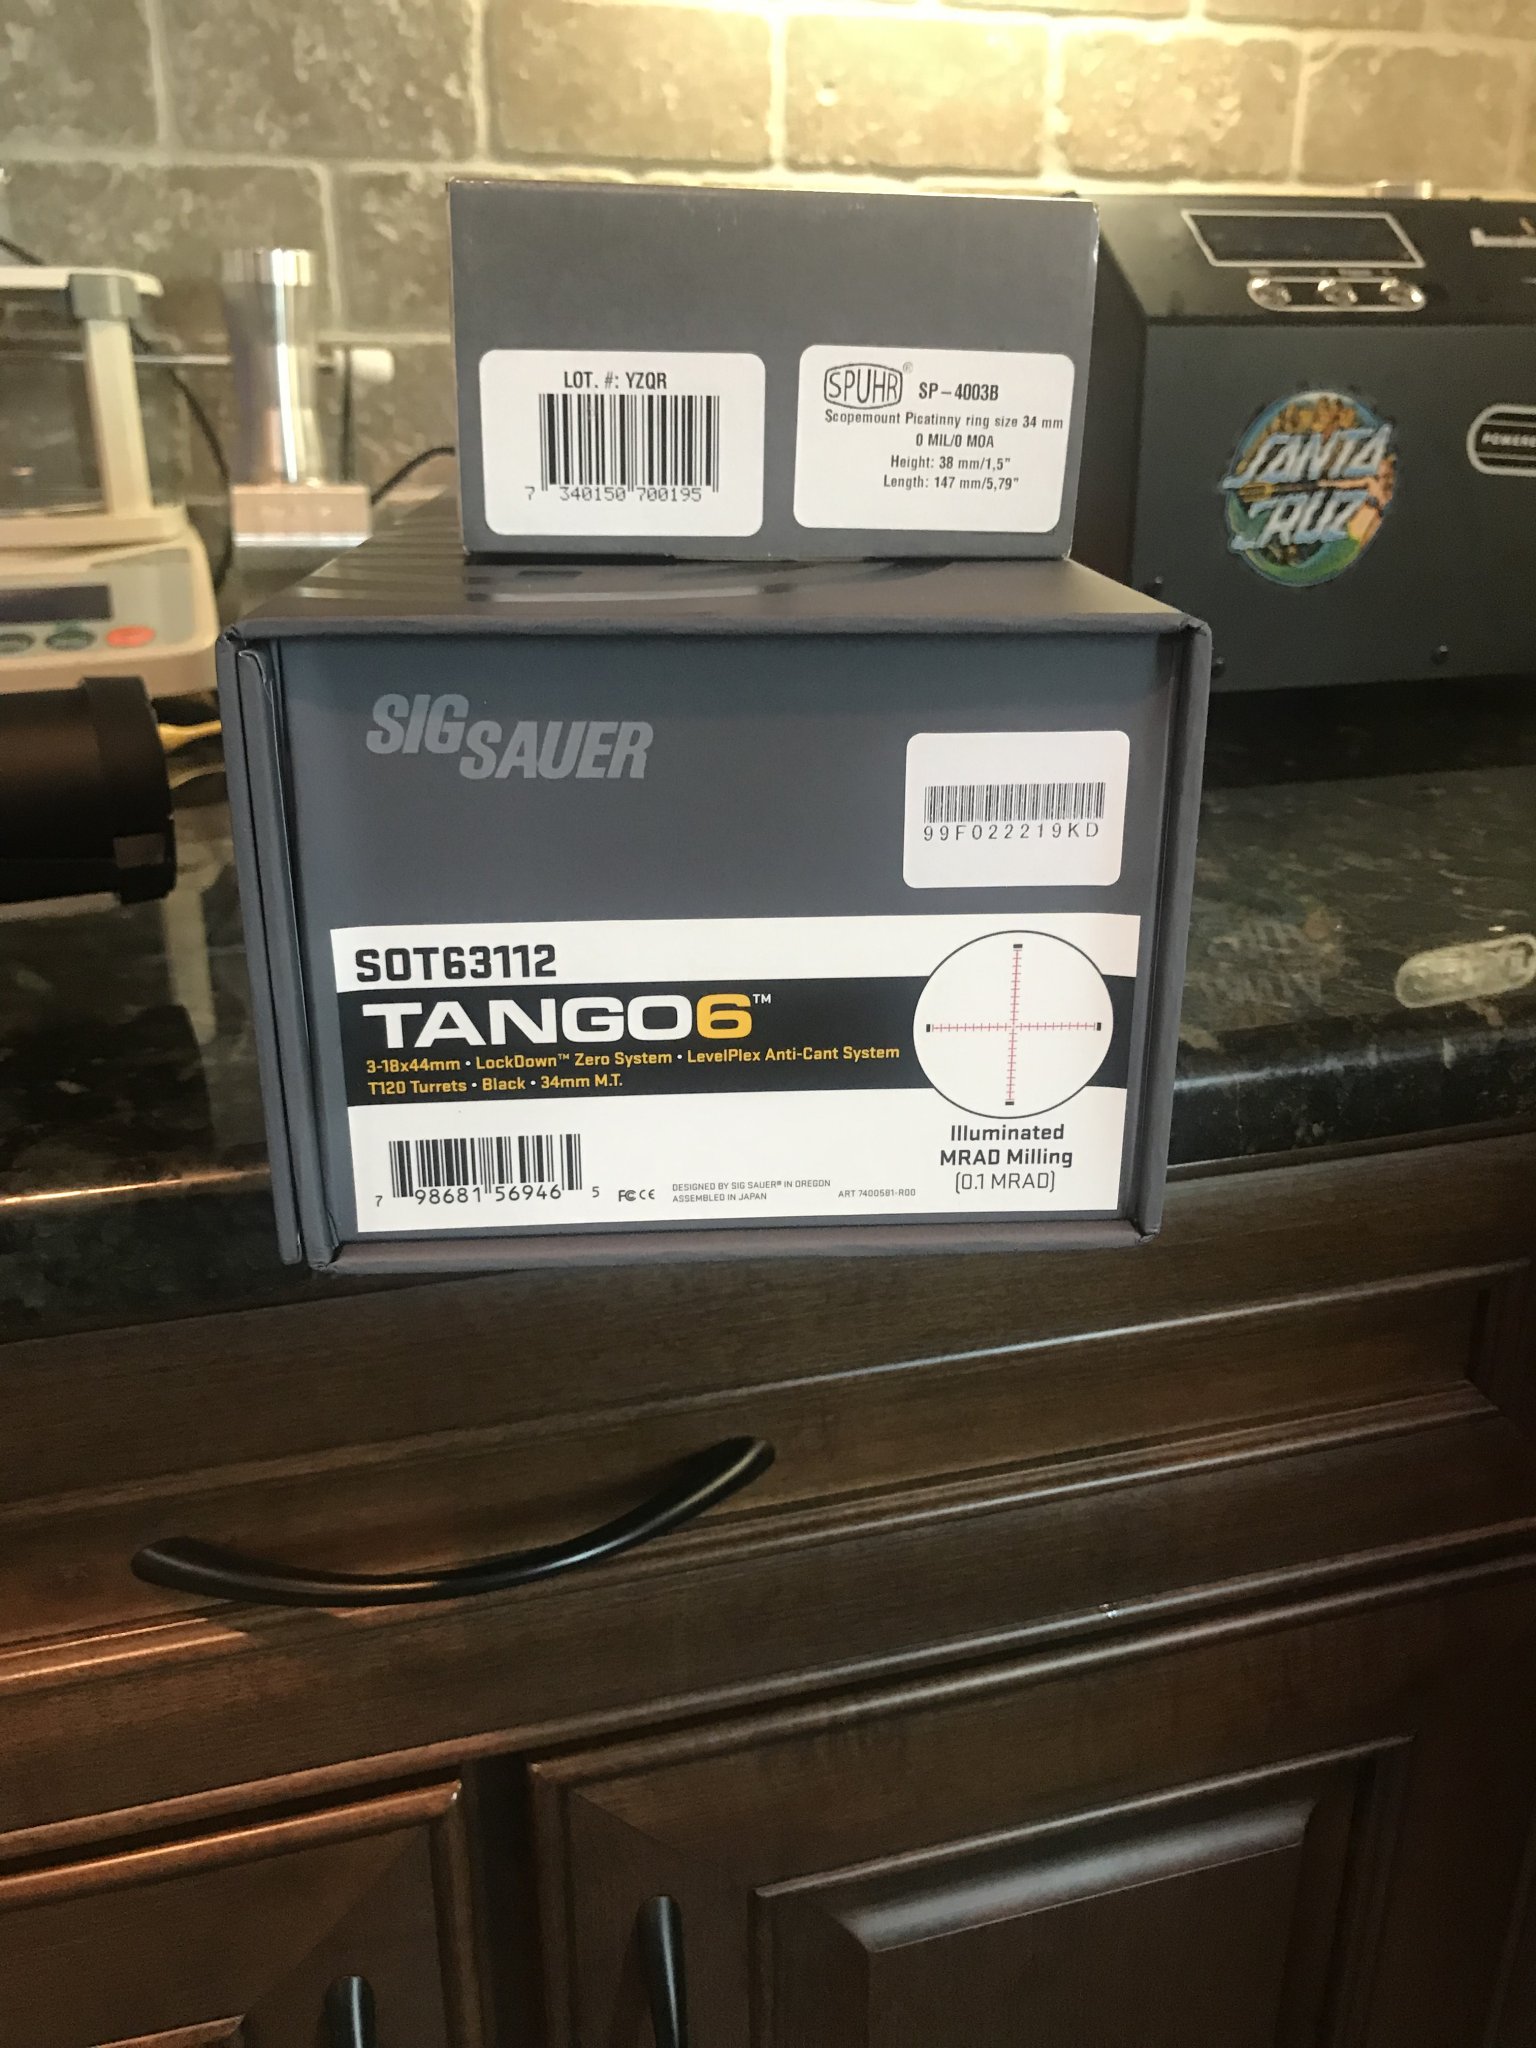 LOT. #: YZQR
7 340150 700195
SPUHR® SP-4003B
Scopemount Picatinny ring size 34 mm
0 MIL/0 MOA
Height: 38 mm/1,5"
Length: 147 mm/5,79"
SANTA
CRUZ
SIG SAUER
99F022219KD
SOT63112
TANGO6™
3-18x44mm • LockDown™ Zero System • LevelPlex Anti-Cant System
T120 Turrets • Black • 34mm M.T.
Illuminated
MRAD Milling
(0.1 MRAD)
7 98681 56946 5
FC CE
DESIGNED BY SIG SAUER® IN OREGON
ASSEMBLED IN JAPAN
ART 7400581-R00